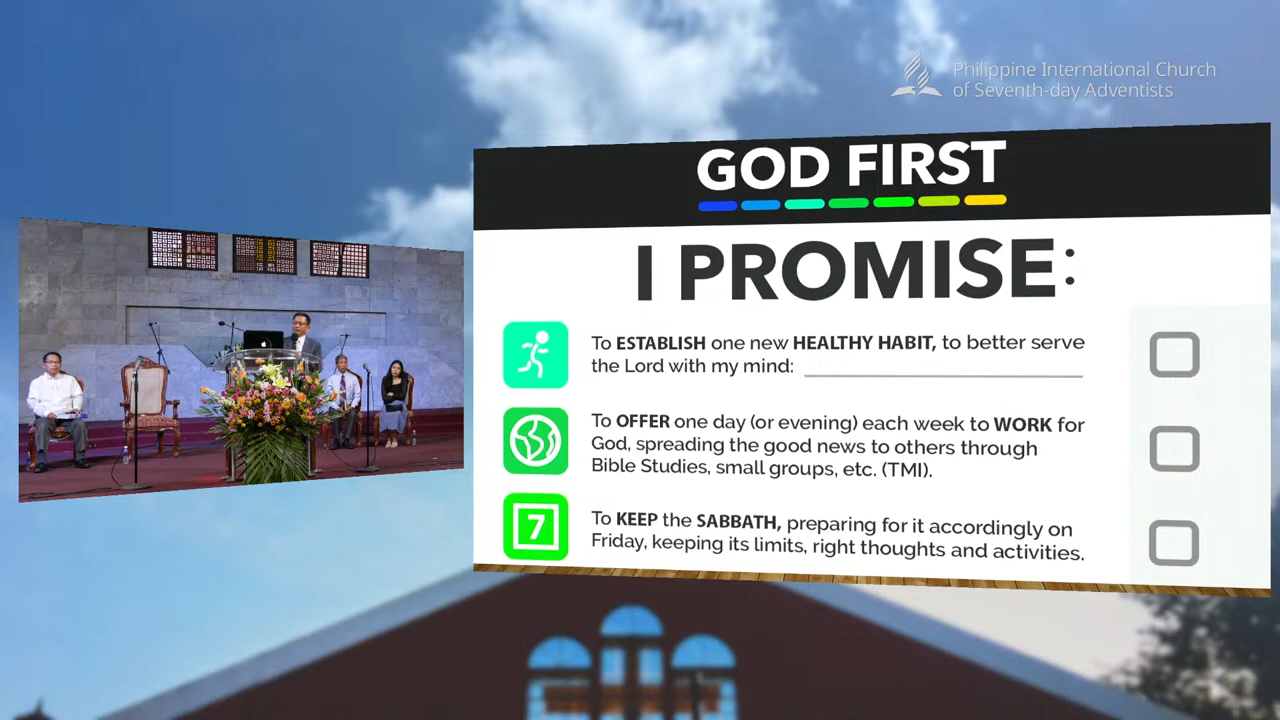 Philippine International Church
of Seventh-day Adventists
GOD FIRST
I PROMISE:
To ESTABLISH one new HEALTHY HABIT, to better serve
the Lord with my mind:
To OFFER one day (or evening) each week to WORK for
God, spreading the good news to others through
Bible Studies, small groups, etc. (TMI).
7
To KEEP the SABBATH, preparing for it accordingly on
Friday, keeping its limits, right thoughts and activities.